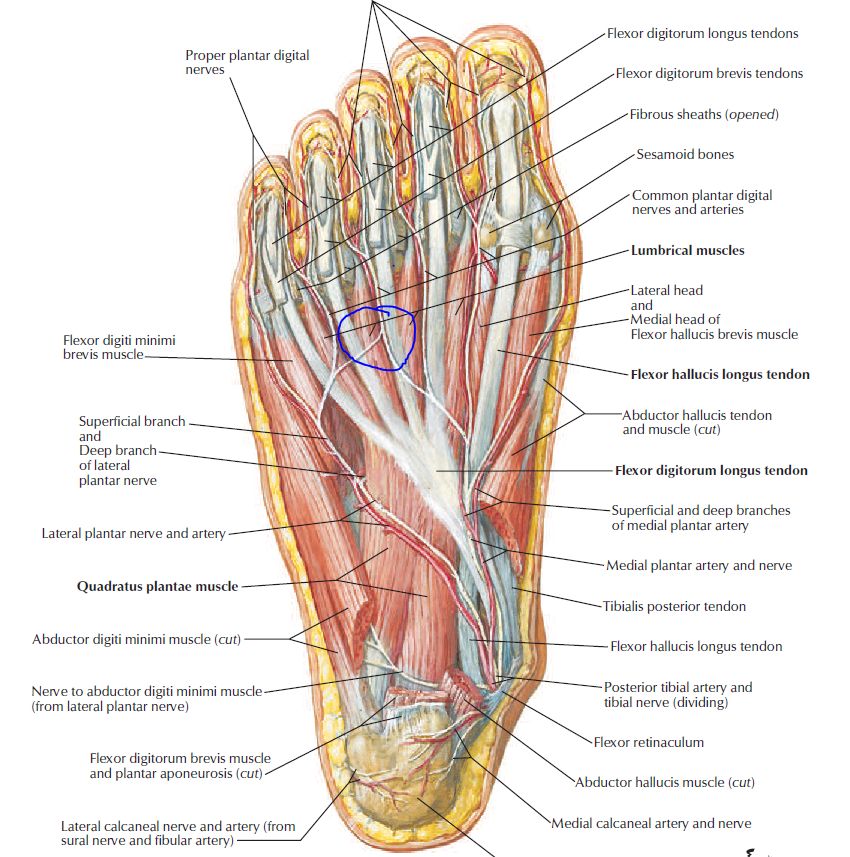 Proper plantar digital
nerves
Flexor digitorum longus tendons
Flexor digitorum brevis tendons
Fibrous sheaths (opened)
Sesamoid bones
Common plantar digital
nerves and arteries
Lumbrical muscles
Lateral head
and
Medial head of
Flexor hallucis brevis muscle
Flexor digiti minimi
brevis muscle
Flexor hallucis longus tendon
Superficial branch
and
Deep branch
of lateral
plantar nerve
Abductor hallucis tendon
and muscle (cut)
Flexor digitorum longus tendon
Superficial and deep branches
of medial plantar artery
Lateral plantar nerve and artery
Medial plantar artery and nerve
Quadratus plantae muscle
Tibialis posterior tendon
Abductor digiti minimi muscle (cut)
Flexor hallucis longus tendon
Nerve to abductor digiti minimi muscle
(from lateral plantar nerve)
Posterior tibial artery and
tibial nerve (dividing)
Flexor retinaculum
Flexor digitorum brevis muscle
and plantar aponeurosis (cut)
Abductor hallucis muscle (cut)
Lateral calcaneal nerve and artery (from
sural nerve and fibular artery)
Medial calcaneal artery and nerve